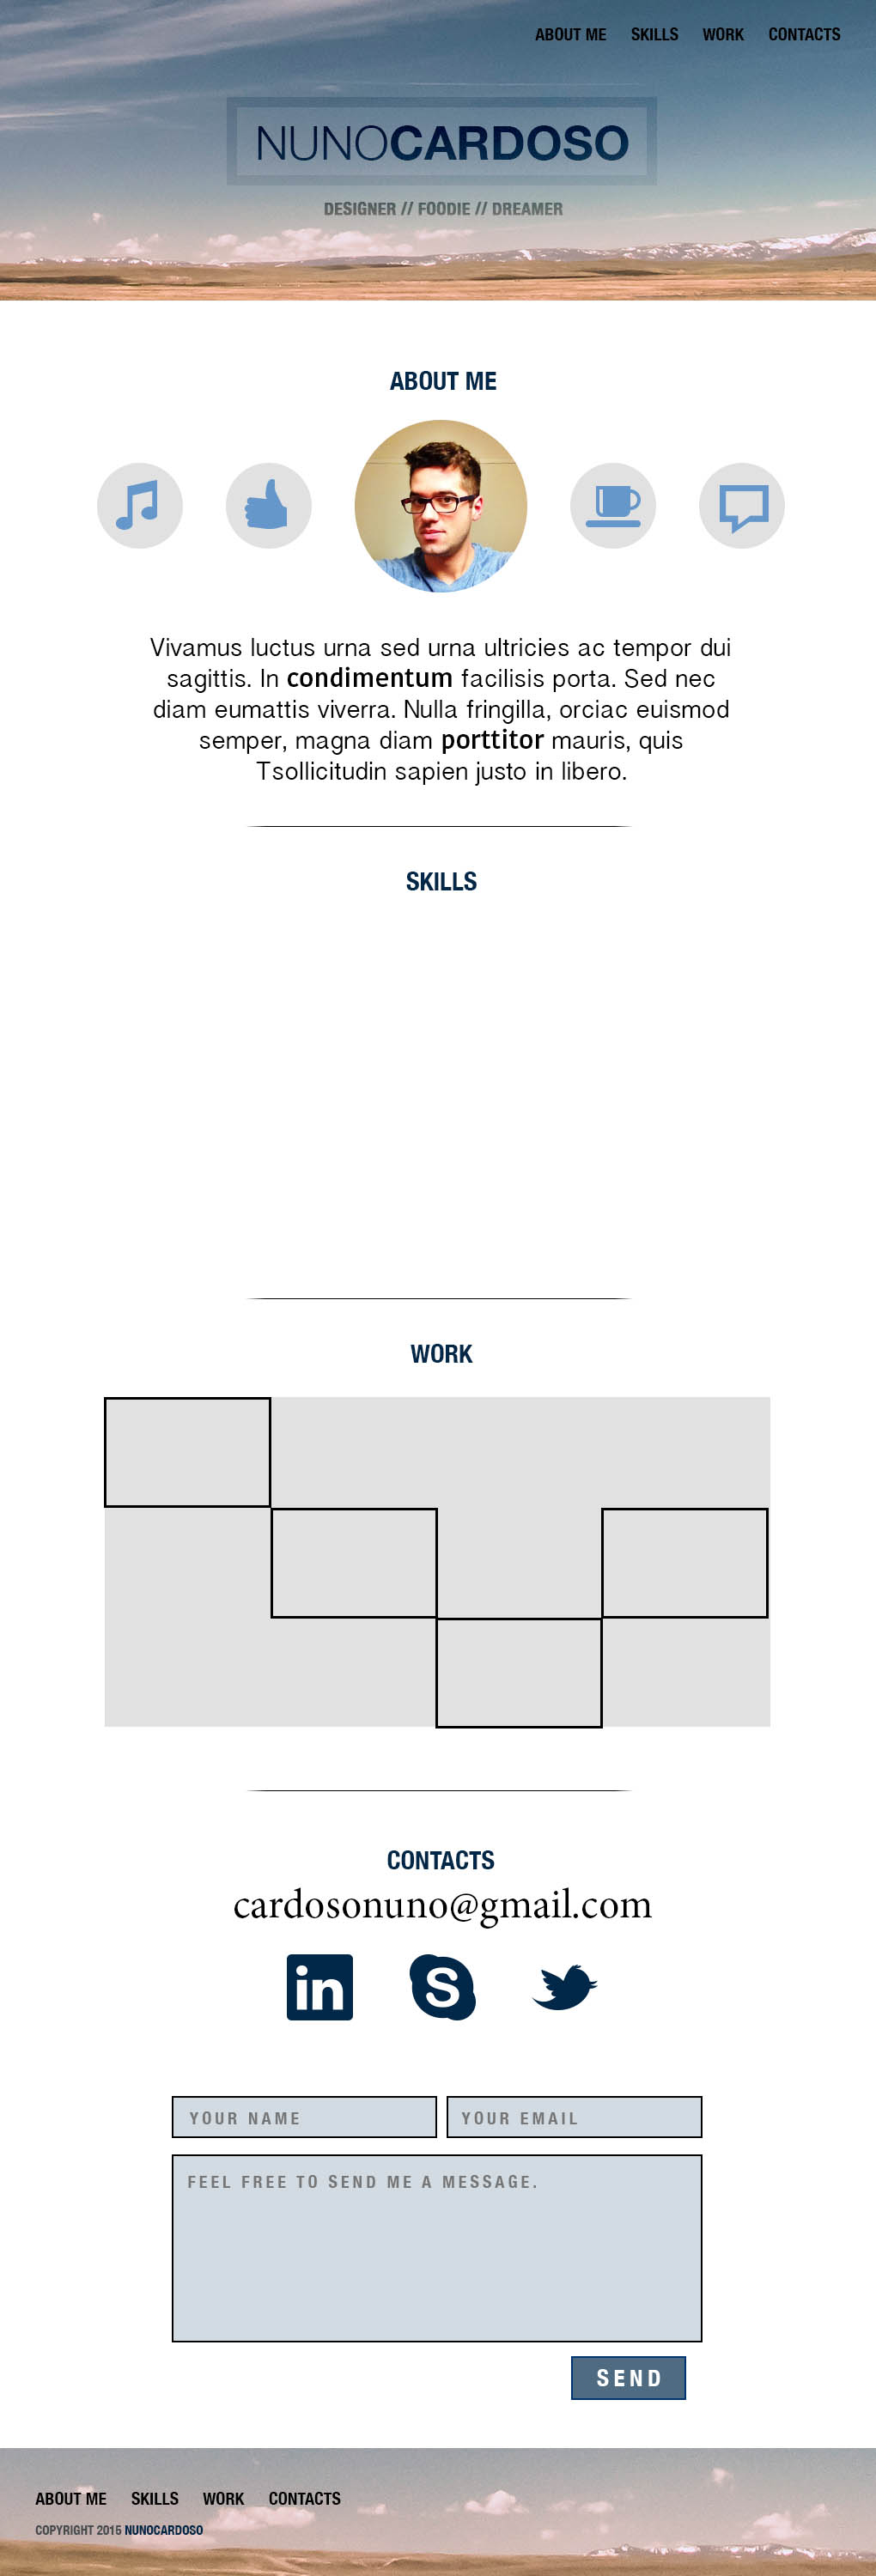 ABOUT ME SKILLS WORK CONTACTS
NUNOCARDOSO
DESIGNER // FOODIE // DREAMER
ABOUT ME
Vivamus luctus urna sed urna ultricies ac tempor dui
sagittis. In condimentum facilisis porta. Sed nec
diam eumattis viverra. Nulla fringilla, orciac euismod
semper, magna diam porttitor mauris, quis
Tsollicitudin sapien justo in libero.
SKILLS
WORK
CONTACTS
cardosonuno@gmail.com
in S
YOUR NAME YOUR EMAIL
FEEL FREE TO SEND ME A MESSAGE.
SEND
ABOUT ME SKILLS WORK CONTACTS
COPYRIGHT 2015 NUNOCARDOSO